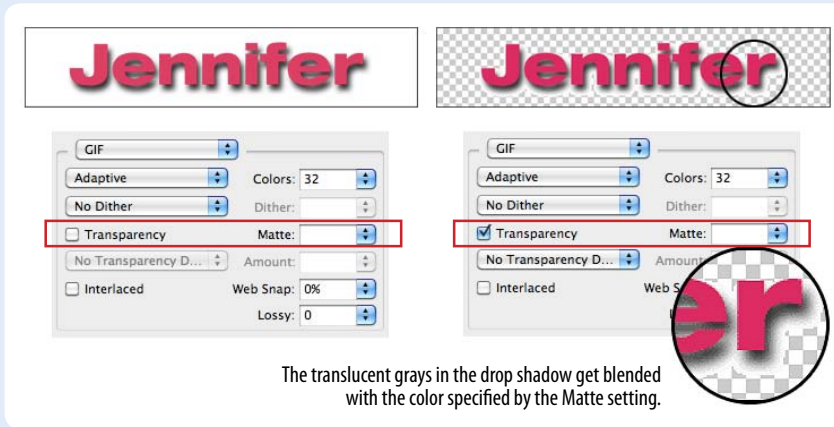 Jennifer
Jennifer
GIF
Adaptive Colors: 32
No Dither Dither:
Transparency Matte:
No Transparency D... Amount:
Interlaced Web Snap: 0%
Lossy: 0
GIF
Adaptive Colors: 32
No Dither Dither:
Transparency Matte:
No Transparency D... Amount
Interlaced Web S
er
The translucent grays in the drop shadow get blended
with the color specified by the Matte setting.